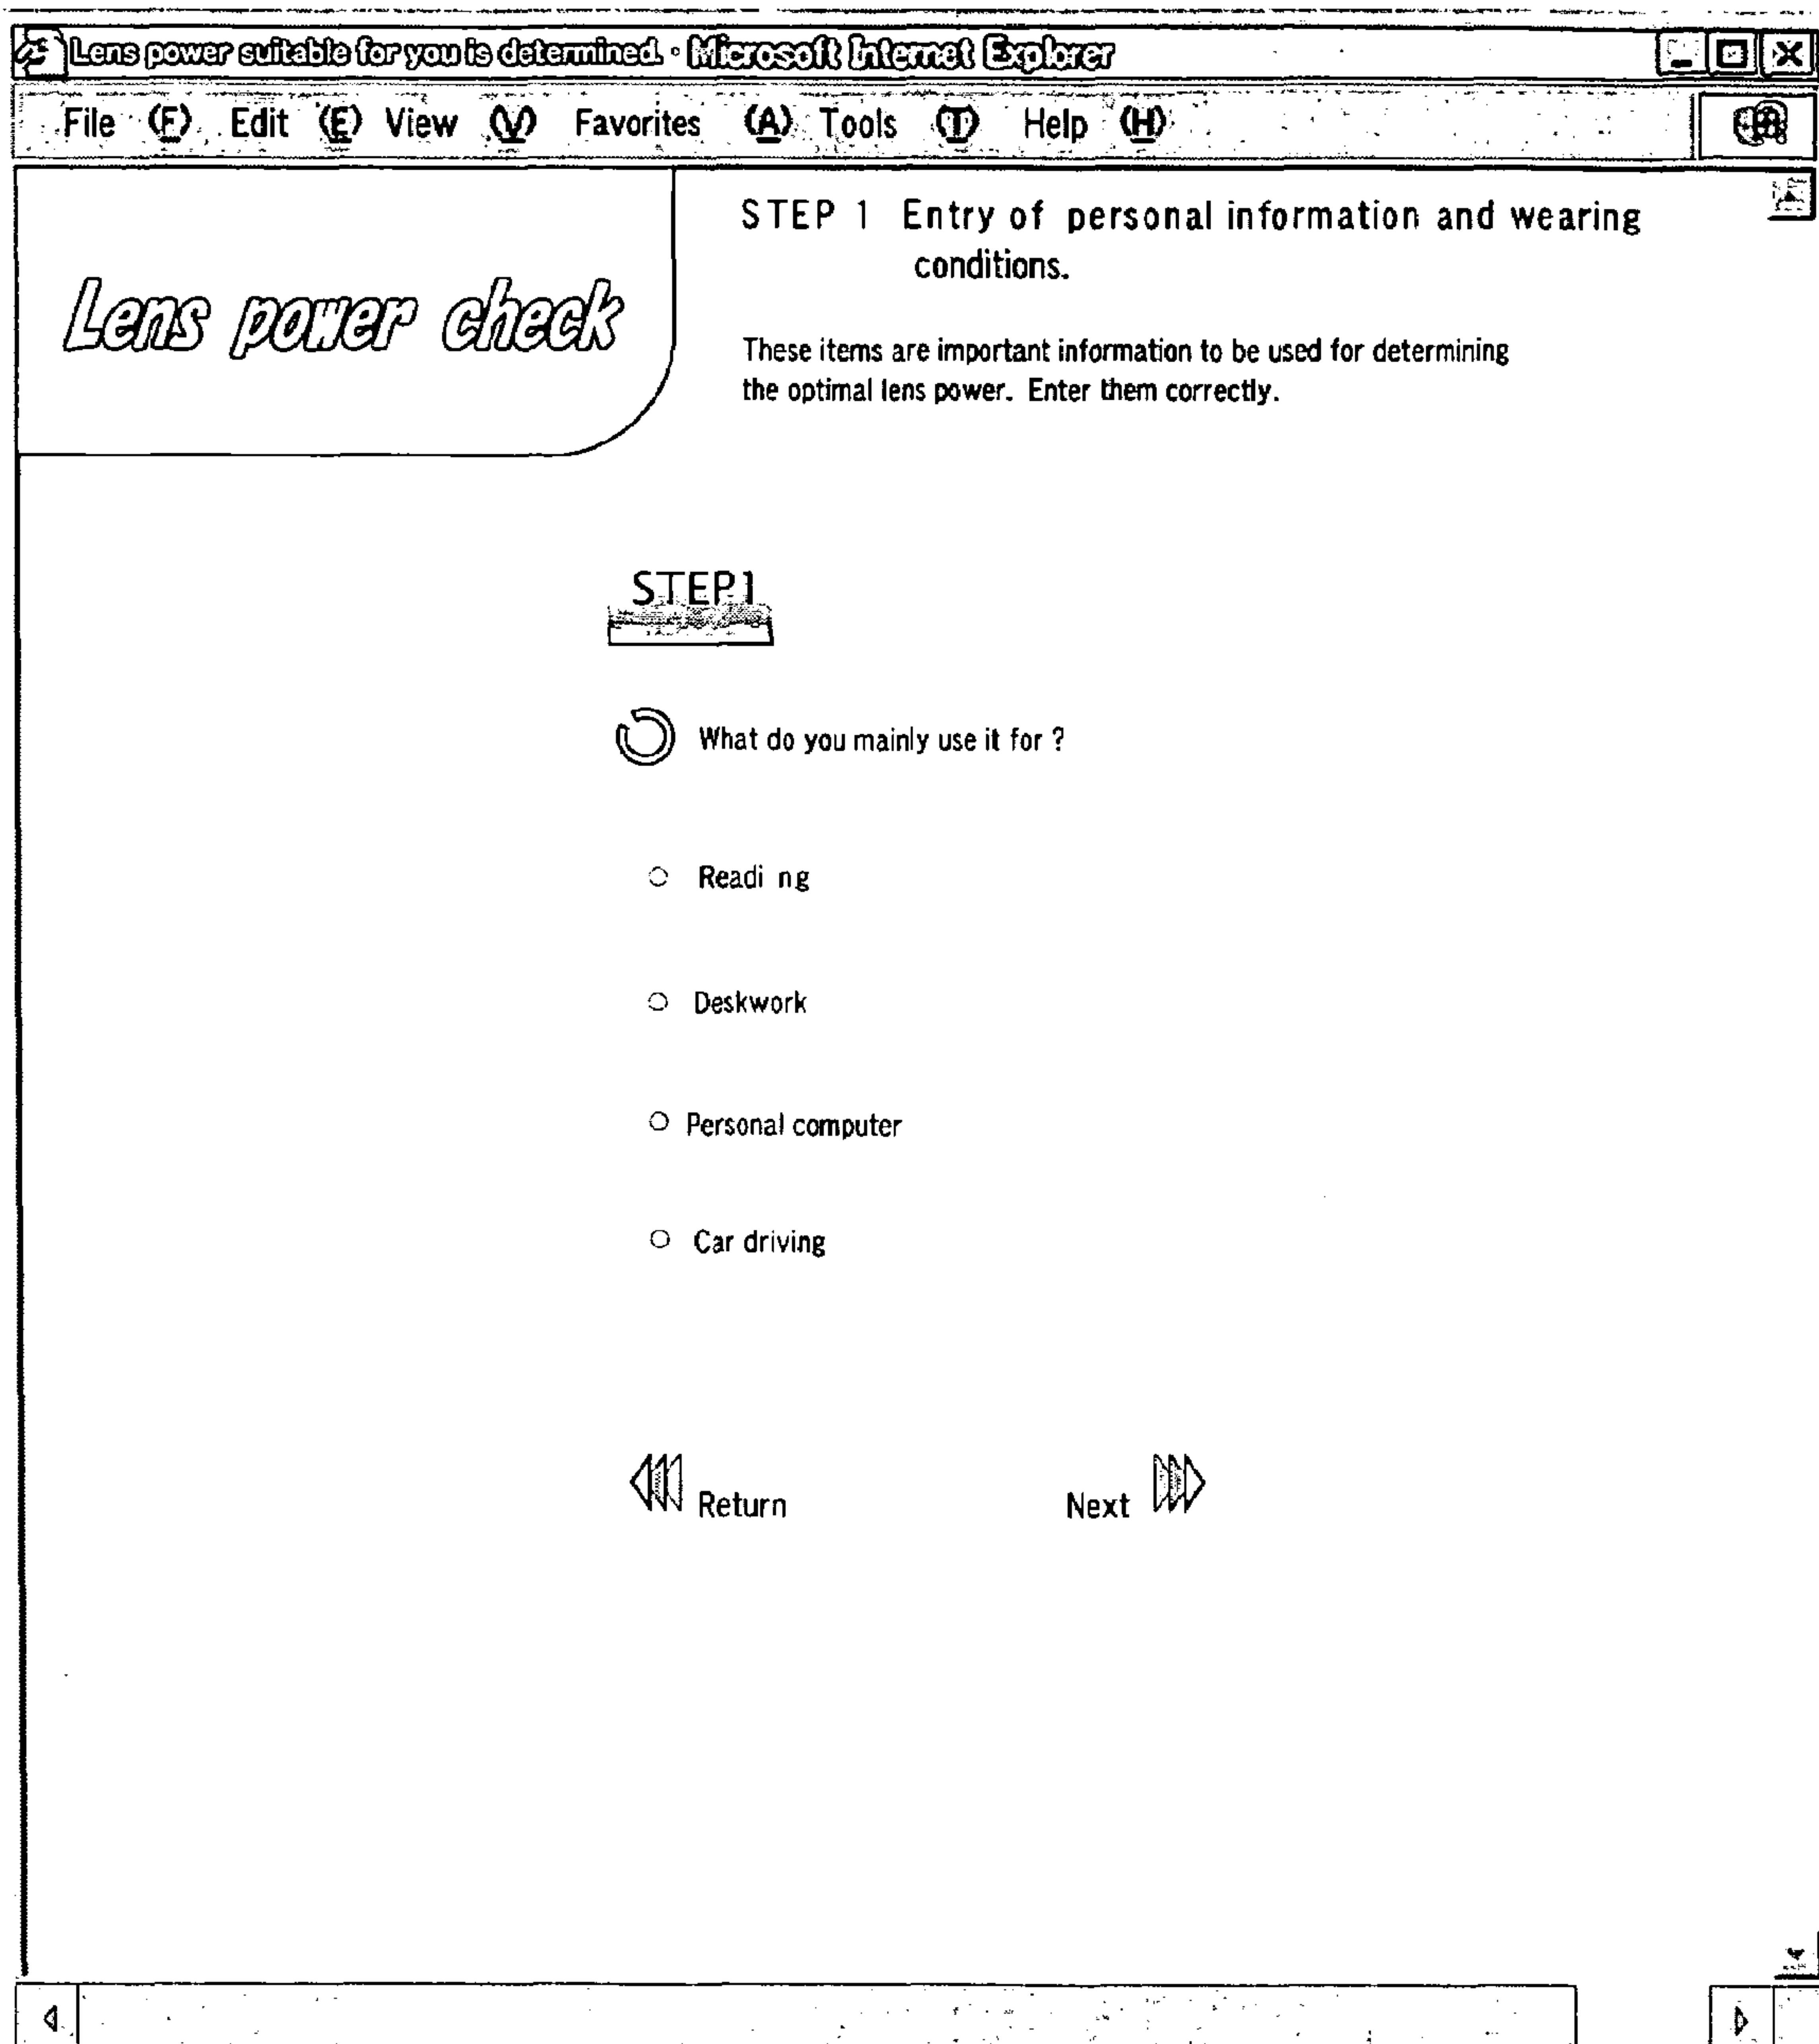 Lens power suitable for you is determined. - Microsoft Internet Explorer
File (F) Edit (E) View (V) Favorites (A) Tools (T) Help (H)
Lens power check
STEP 1 Entry of personal information and wearing
conditions.
These items are important information to be used for determining
the optimal lens power. Enter them correctly.
STEP1
What do you mainly use it for ?
Readi ng
Deskwork
Personal computer
Car driving
Return
Next